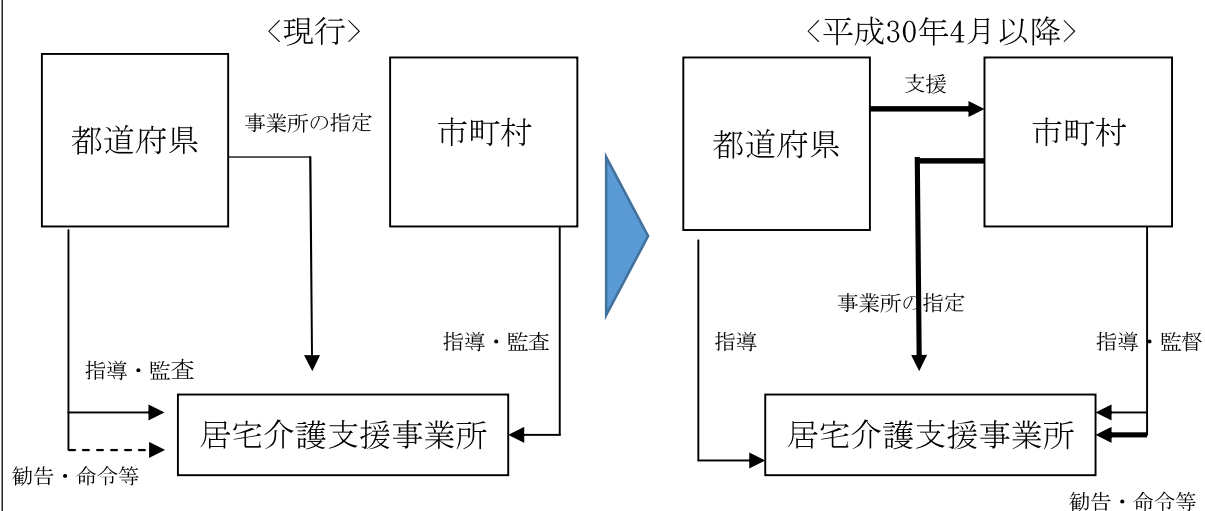 <現行>
都道府県
市町村
事業所の指定
指導・監査
指導・監査
居宅介護支援事業所
勧告・命令等
<平成30年4月以降>
都道府県
支援
市町村
事業所の指定
指導
指導・監督
居宅介護支援事業所
勧告・命令等